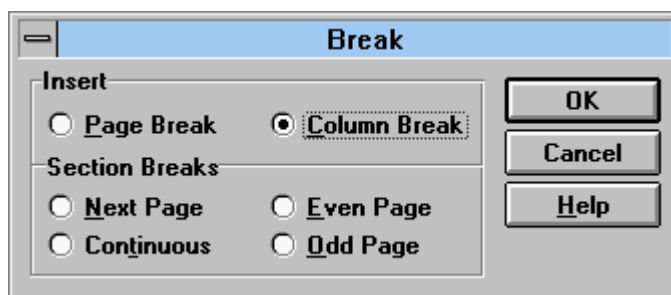 Break
Insert
Page Break
Column Break
Section Breaks
Next Page
Even Page
Continuous
Odd Page
OK
Cancel
Help